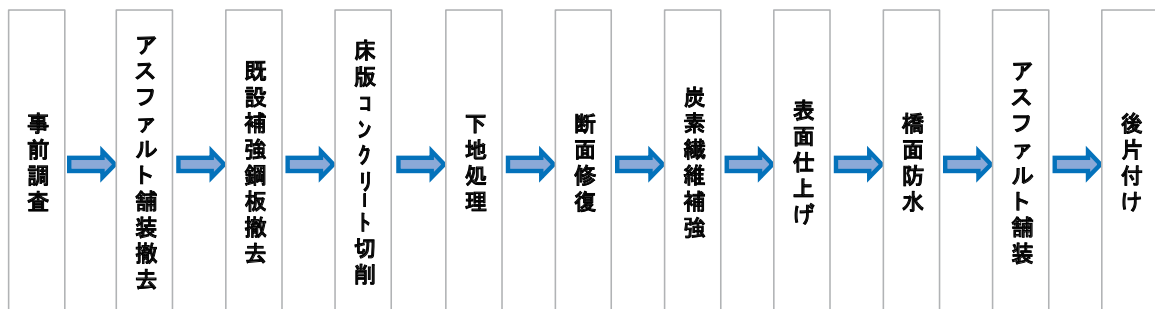 事前調査
アスファルト舗装撤去
既設補強鋼板撤去
床版コンクリート切削
下地処理
断面修復
炭素繊維補強
表面仕上げ
橋面防水
アスファルト舗装
後片付け